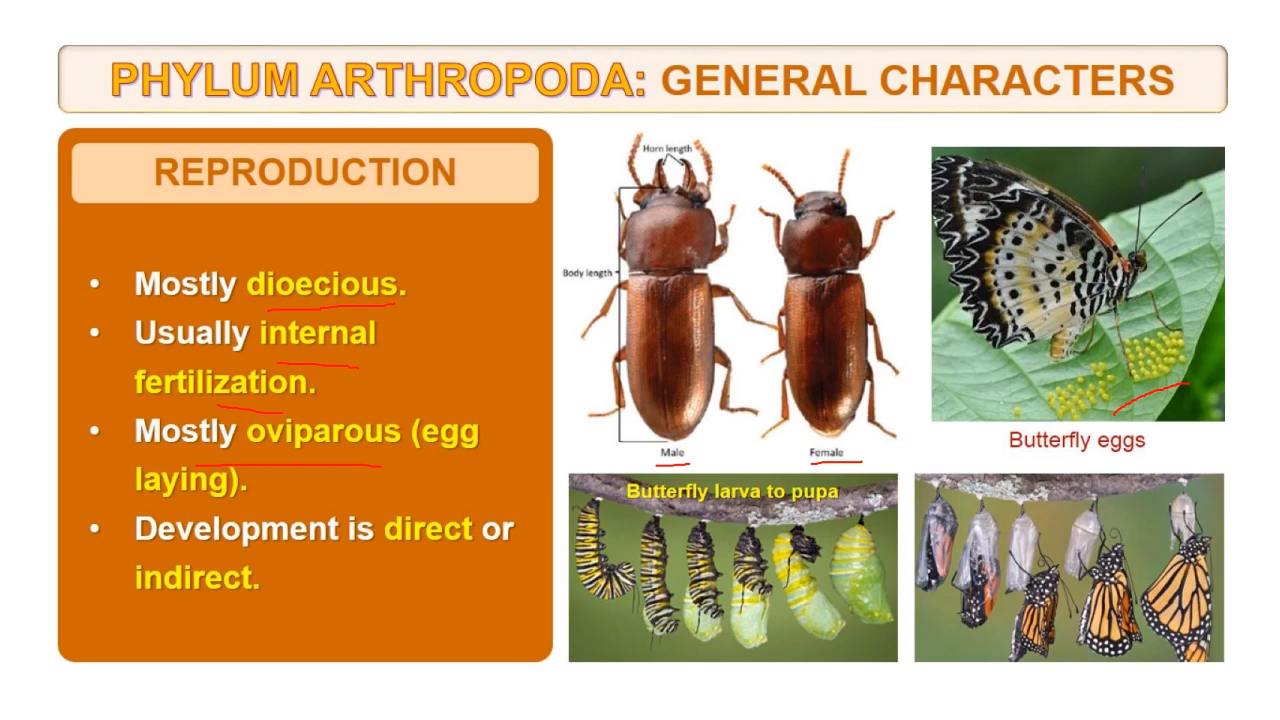 PHYLUM ARTHROPODA: GENERAL CHARACTERS
REPRODUCTION
• Mostly dioecious.
• Usually internal
fertilization.
• Mostly oviparous (egg
laying).
• Development is direct or
indirect.
Horn length
Body length
Male
Female
Butterfly eggs
Butterfly larva to pupa